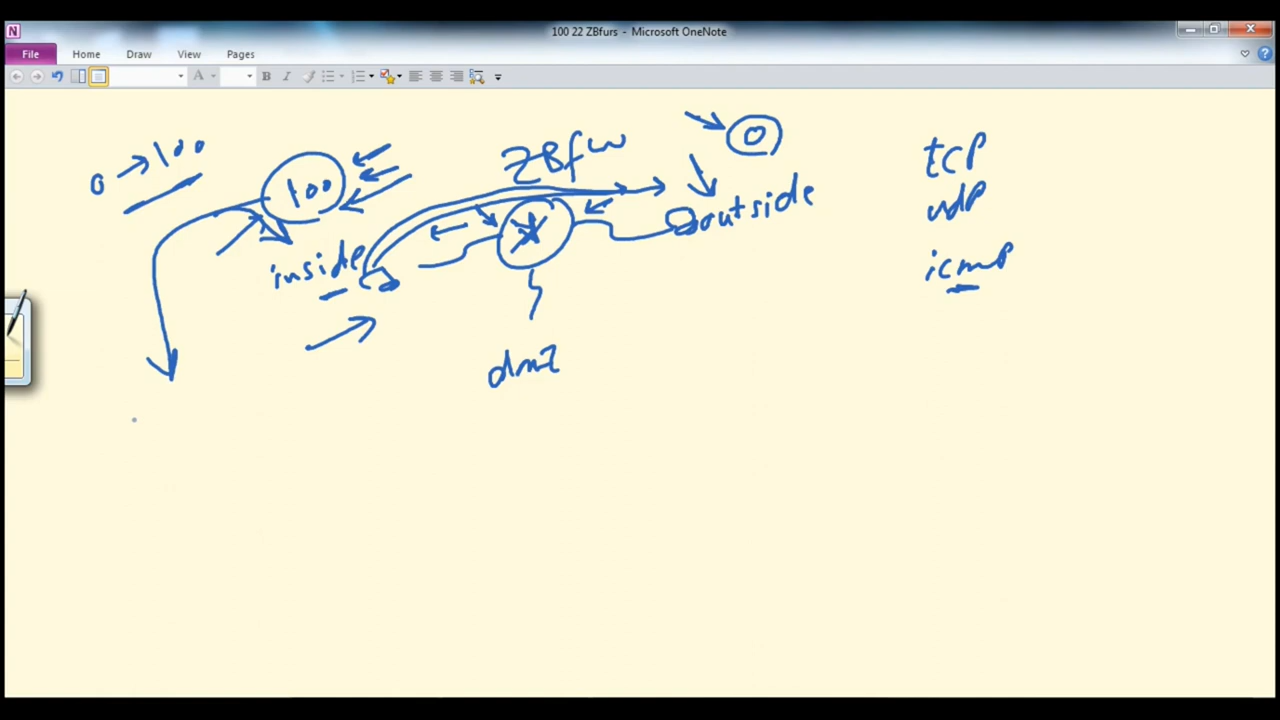 100 22 ZBfurs - Microsoft OneNote
File Home Draw View Pages
A B I
0 → 100
100
ZBfw
0
inside
outside
dmz
tcp
udp
icmp